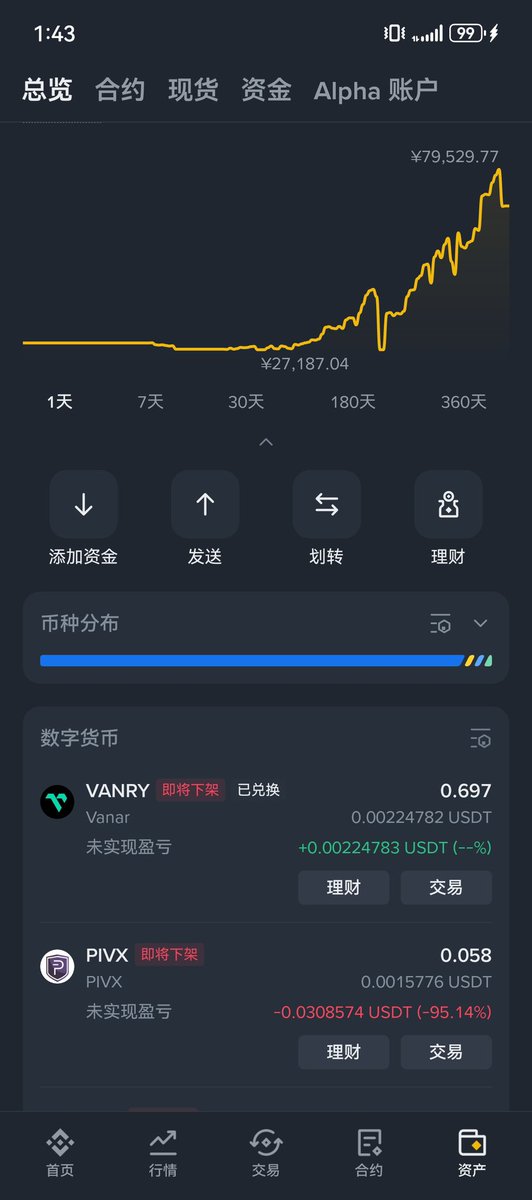 1:43
99
总览 合约 现货 资金 Alpha 账户
¥79,529.77
¥27,187.04
1天 7天 30天 180天 360天
添加资金 发送 划转 理财
币种分布
数字货币
VANRY 即将下架 已兑换 0.697
Vanar 0.00224782 USDT
未实现盈亏 +0.00224783 USDT (--%)
理财 交易
PIVX 即将下架 0.058
PIVX 0.0015776 USDT
未实现盈亏 -0.0308574 USDT (-95.14%)
理财 交易
首页 行情 交易 合约 资产